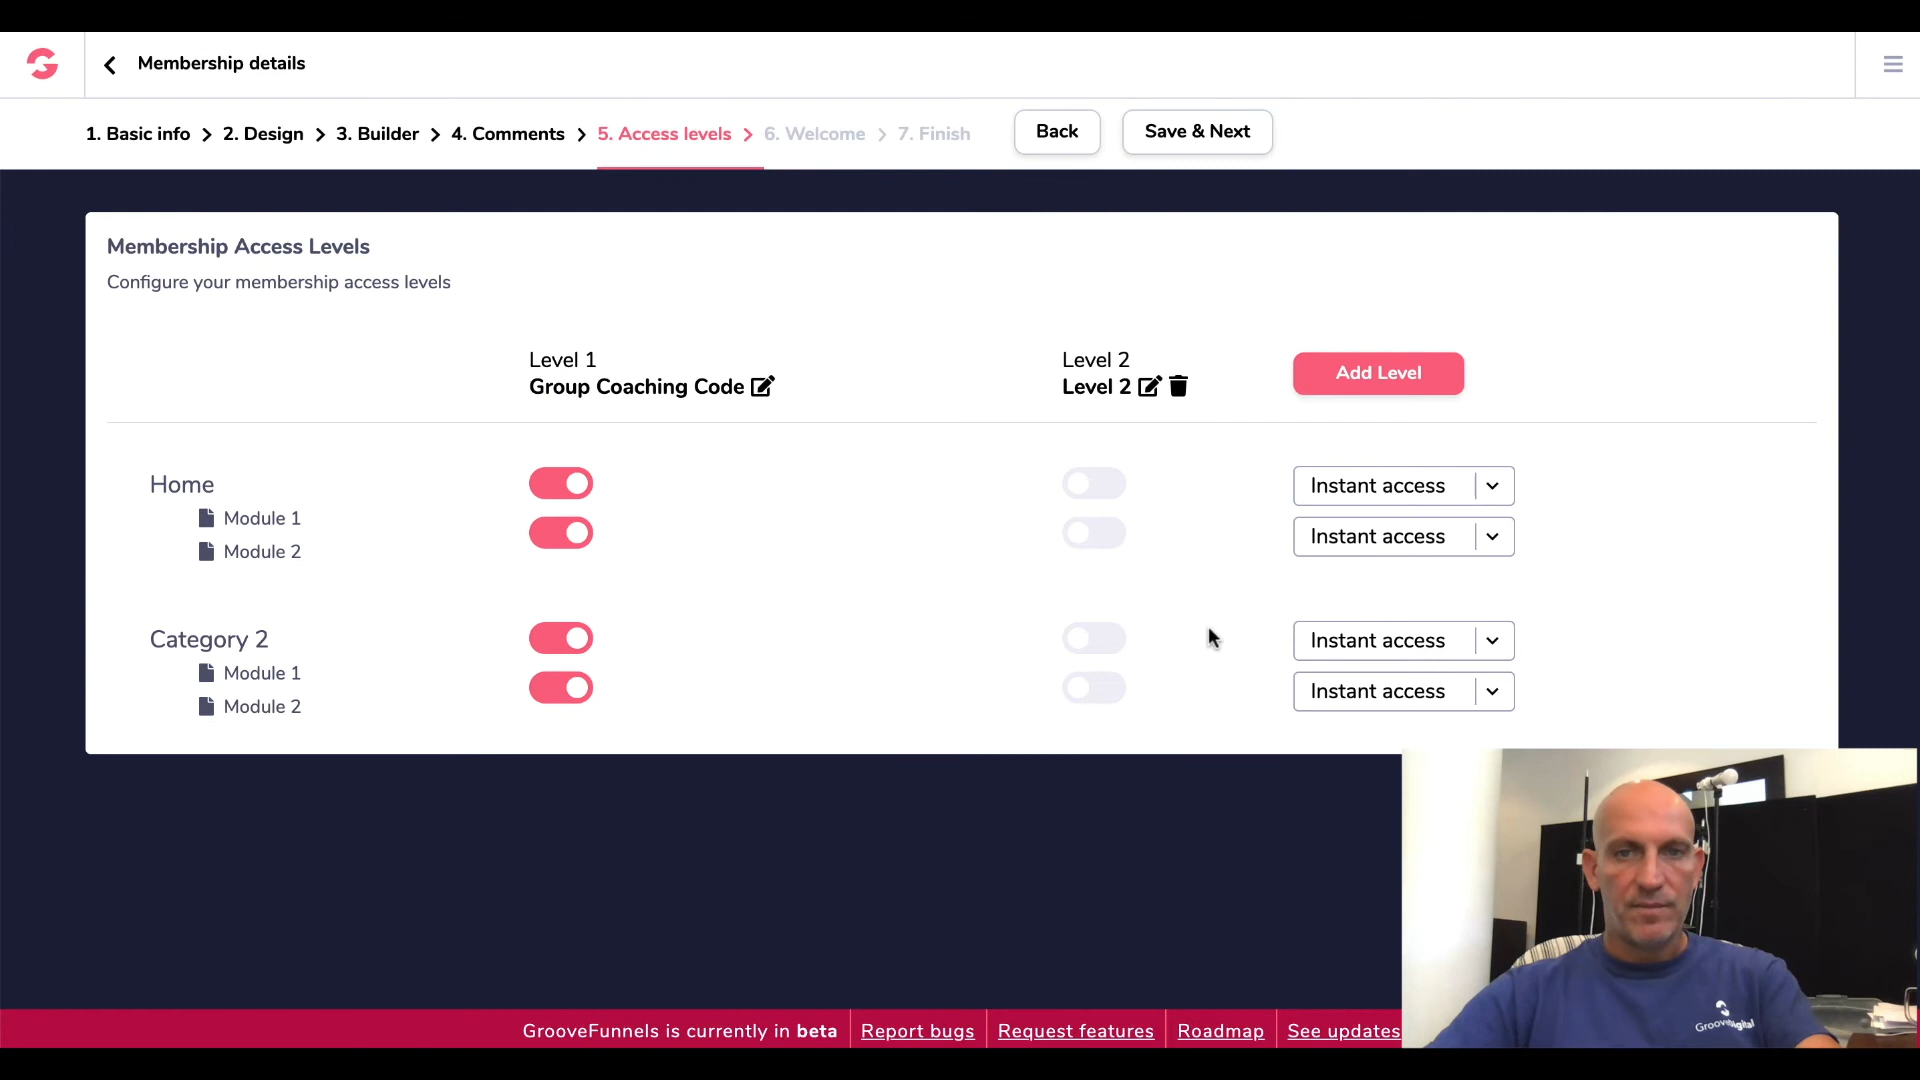 Membership details
1. Basic info
2. Design
3. Builder
4. Comments
5. Access levels
6. Welcome
7. Finish
Back
Save & Next
Membership Access Levels
Configure your membership access levels
Level 1
Group Coaching Code
Level 2
Level 2
Add Level
Home
Instant access
Module 1
Instant access
Module 2
Category 2
Instant access
Module 1
Instant access
Module 2
GrooveFunnels is currently in beta
Report bugs
Request features
Roadmap
See updates